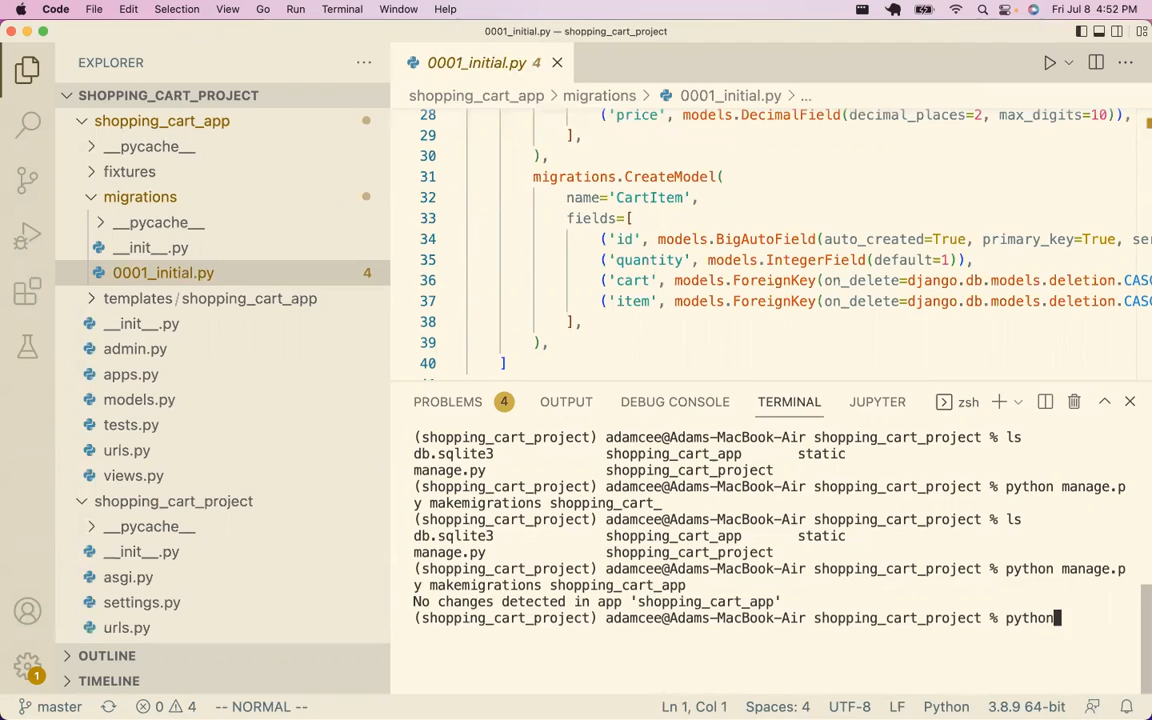 Code File Edit Selection View Go Run Terminal Window Help Fri Jul 8 4:52 PM
0001_initial.py — shopping_cart_project
EXPLORER
SHOPPING_CART_PROJECT
shopping_cart_app
__pycache__
fixtures
migrations
__pycache__
__init__.py
0001_initial.py 4
templates / shopping_cart_app
__init__.py
admin.py
apps.py
models.py
tests.py
urls.py
views.py
shopping_cart_project
__pycache__
__init__.py
asgi.py
settings.py
urls.py
OUTLINE
TIMELINE
1
0001_initial.py 4
shopping_cart_app > migrations > 0001_initial.py > ...
28 ('price', models.DecimalField(decimal_places=2, max_digits=10)),
29 ],
30 ),
31 migrations.CreateModel(
32 name='CartItem',
33 fields=[
34 ('id', models.BigAutoField(auto_created=True, primary_key=True, ser
35 ('quantity', models.IntegerField(default=1)),
36 ('cart', models.ForeignKey(on_delete=django.db.models.deletion.CASC
37 ('item', models.ForeignKey(on_delete=django.db.models.deletion.CASC
38 ],
39 ),
40 ]
PROBLEMS 4 OUTPUT DEBUG CONSOLE TERMINAL JUPYTER zsh
(shopping_cart_project) adamcee@Adams-MacBook-Air shopping_cart_project % ls
db.sqlite3 shopping_cart_app static
manage.py shopping_cart_project
(shopping_cart_project) adamcee@Adams-MacBook-Air shopping_cart_project % python manage.p
y makemigrations shopping_cart_
(shopping_cart_project) adamcee@Adams-MacBook-Air shopping_cart_project % ls
db.sqlite3 shopping_cart_app static
manage.py shopping_cart_project
(shopping_cart_project) adamcee@Adams-MacBook-Air shopping_cart_project % python manage.p
y makemigrations shopping_cart_app
No changes detected in app 'shopping_cart_app'
(shopping_cart_project) adamcee@Adams-MacBook-Air shopping_cart_project % python
master 0 4 -- NORMAL -- Ln 1, Col 1 Spaces: 4 UTF-8 LF Python 3.8.9 64-bit